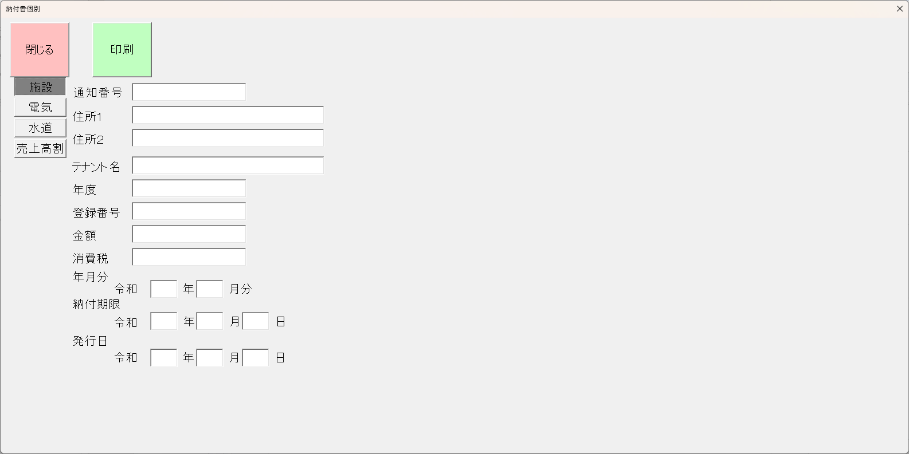 納付書個別
閉じる
印刷
施設
電気
水道
売上高割
通知番号
住所1
住所2
テナント名
年度
登録番号
金額
消費税
年月分
令和 年 月分
納付期限
令和 年 月 日
発行日
令和 年 月 日